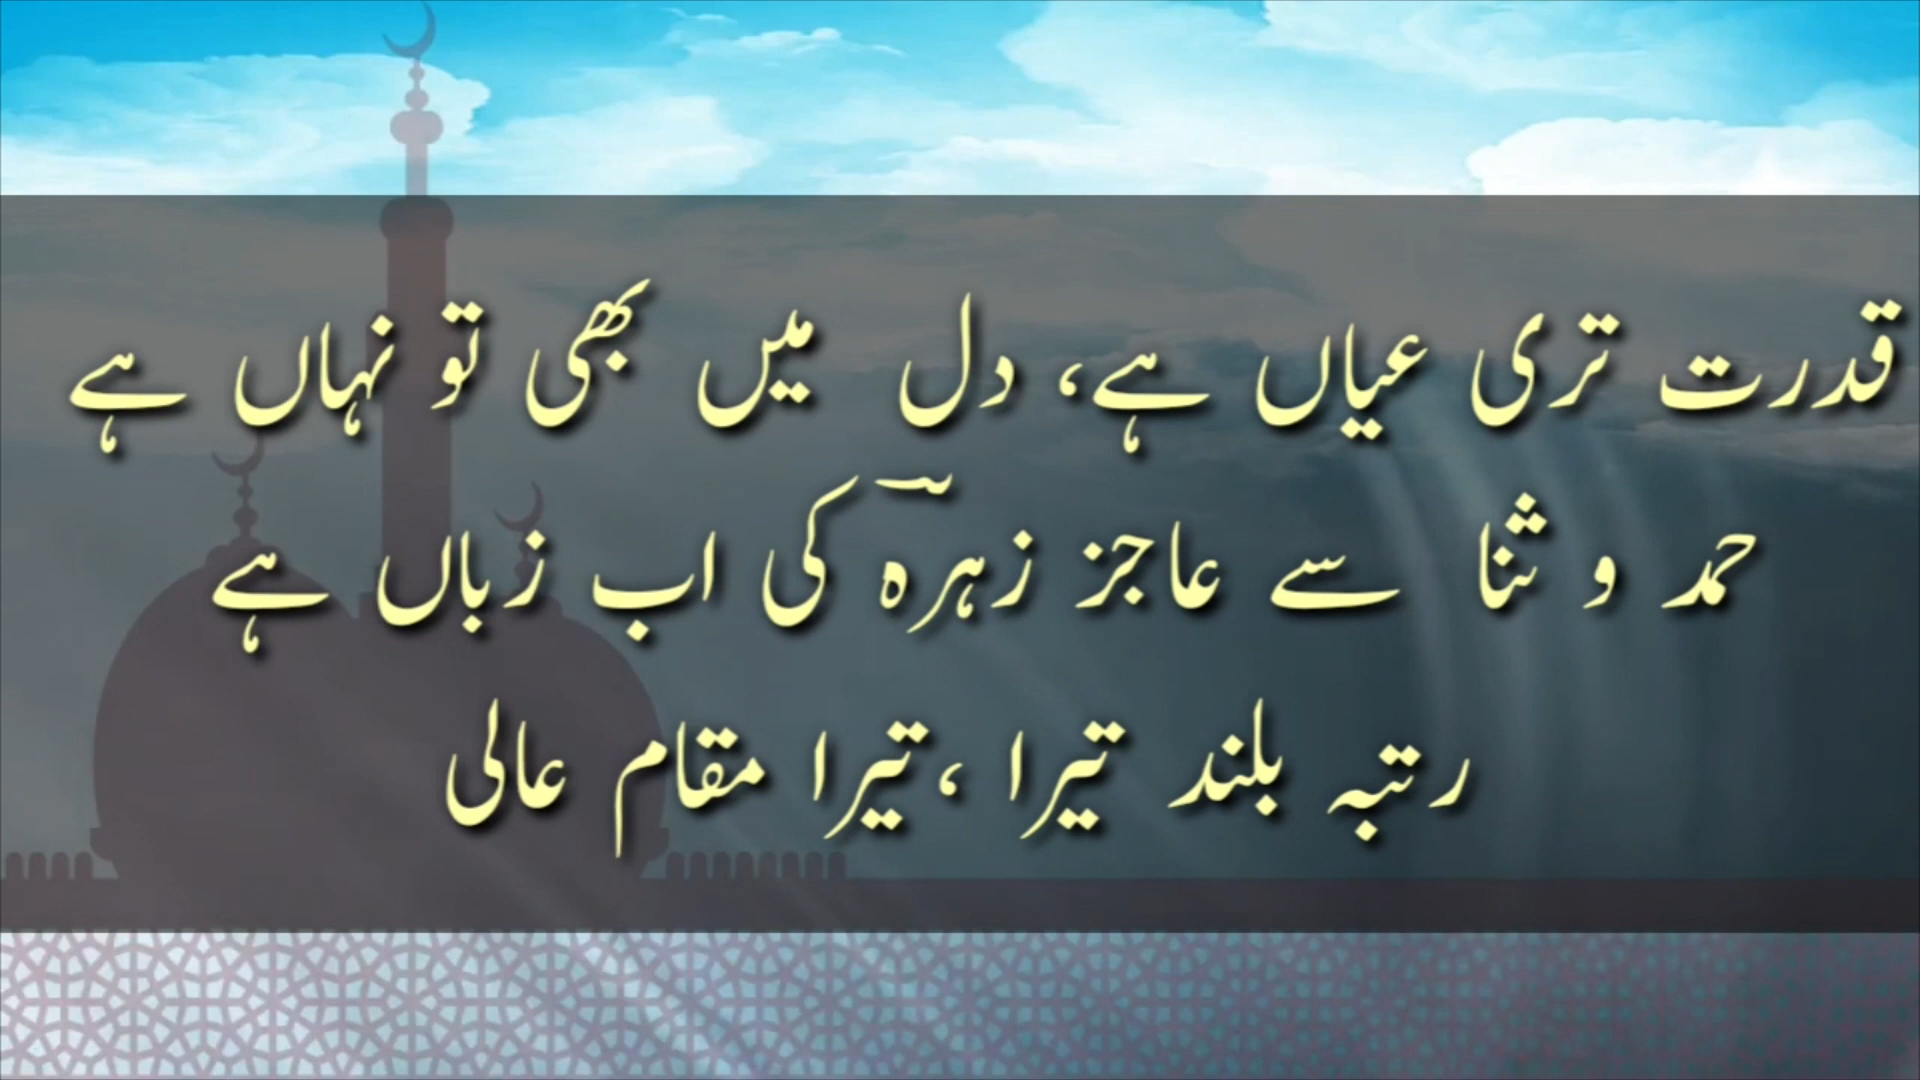 قدرت تری عیاں ہے، دل میں بھی تو نہاں ہے
حمد و ثنا سے عاجز زہرہؔ کی اب زباں ہے
رتبہ بلند تیرا ،تیرا مقام عالی